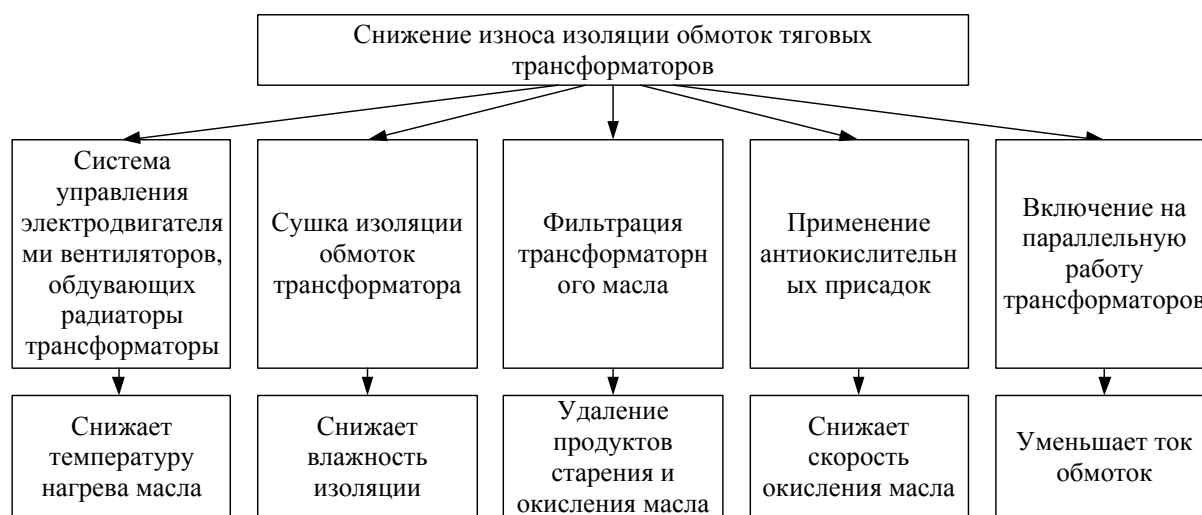 Снижение износа изоляции обмоток тяговых
трансформаторов
Система
управления
электродвигателя
ми вентиляторов,
обдувающих
радиаторы
трансформаторы
Сушка изоляции
обмоток
трансформатора
Фильтрация
трансформаторн
ого масла
Применение
антиокислительн
ых присадок
Включение на
параллельную
работу
трансформаторов
Снижает
температуру
нагрева масла
Снижает
влажность
изоляции
Удаление
продуктов
старения и
окисления масла
Снижает
скорость
окисления масла
Уменьшает ток
обмоток